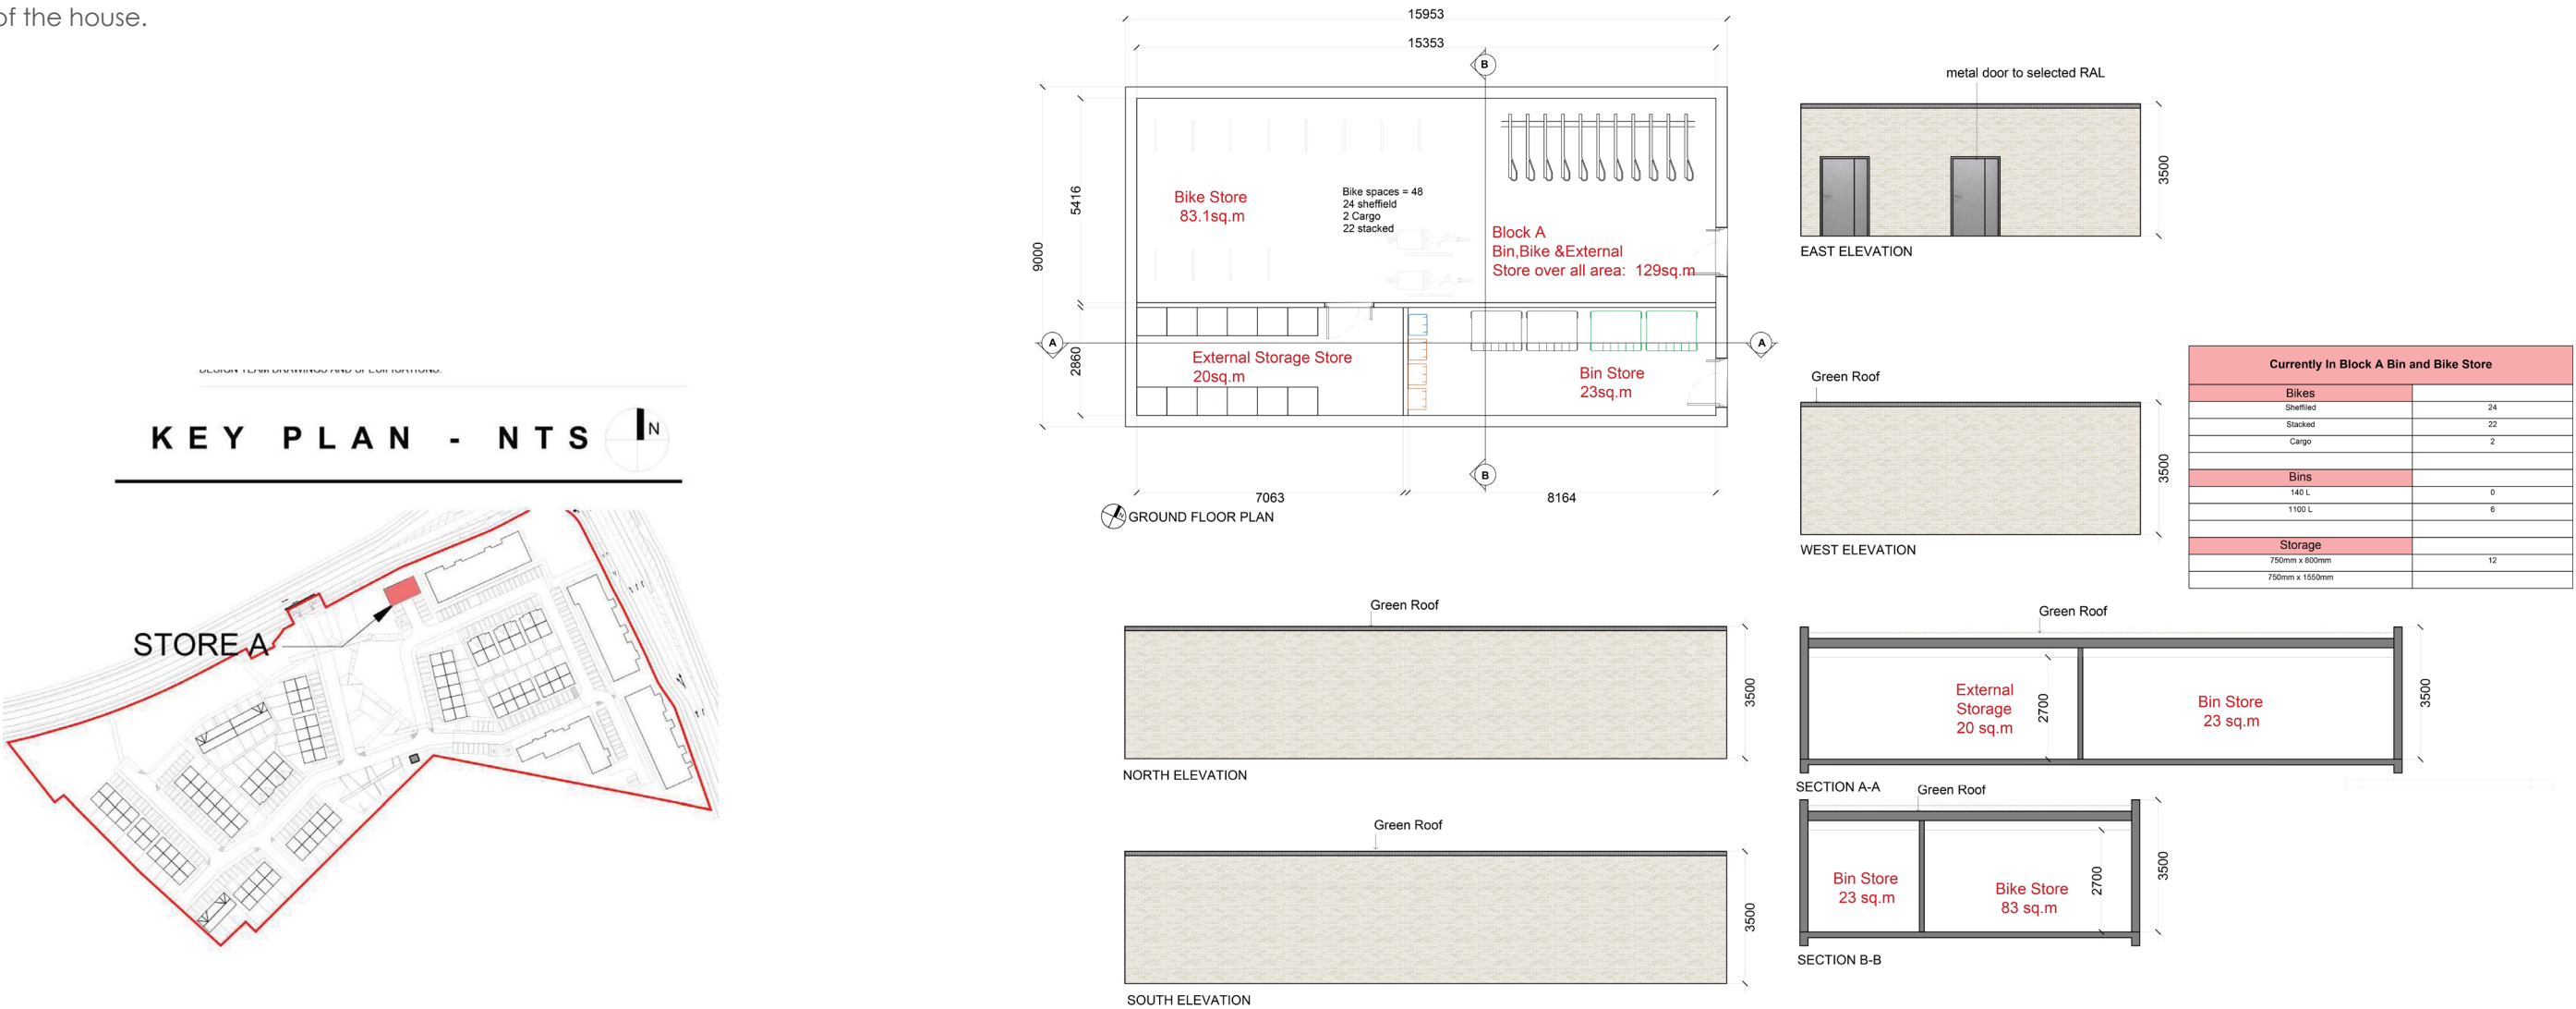 of the house.
DESIGN TEAM DRAWINGS AND SPECIFICATIONS.
KEY PLAN - NTS
N
STORE A
15953
15353
B
9000
5416
2860
Bike Store
83.1sq.m
Bike spaces = 48
24 sheffield
2 Cargo
22 stacked
Block A
Bin,Bike &External
Store over all area: 129sq.m
A
A
External Storage Store
20sq.m
Bin Store
23sq.m
B
7063
8164
N
GROUND FLOOR PLAN
metal door to selected RAL
3500
EAST ELEVATION
Green Roof
3500
WEST ELEVATION
Currently In Block A Bin and Bike Store
Bikes
Sheffiled 24
Stacked 22
Cargo 2
Bins
140 L 0
1100 L 6
Storage
750mm x 800mm 12
750mm x 1550mm
Green Roof
3500
NORTH ELEVATION
Green Roof
3500
SOUTH ELEVATION
Green Roof
External
Storage
20 sq.m
2700
Bin Store
23 sq.m
3500
SECTION A-A
Green Roof
Bin Store
23 sq.m
Bike Store
83 sq.m
2700
3500
SECTION B-B